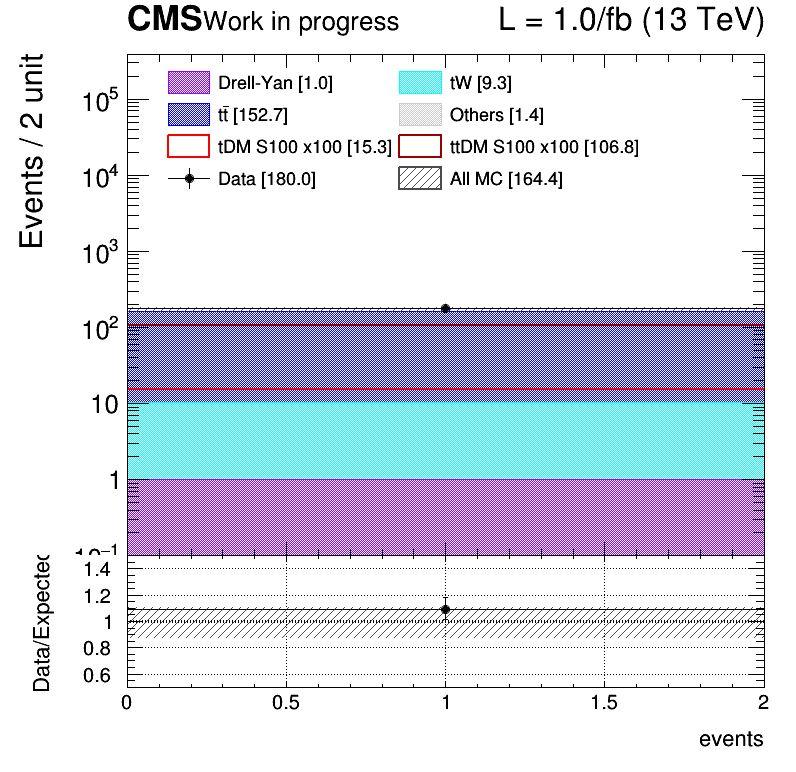 CMS Work in progress L = 1.0/fb (13 TeV)
Events / 2 unit
Drell-Yan [1.0] tW [9.3]
tt̄ [152.7] Others [1.4]
tDM S100 x100 [15.3] ttDM S100 x100 [106.8]
Data [180.0] All MC [164.4]
10⁵
10⁴
10³
10²
10
1
10⁻¹
Data/Expected
1.4
1.2
1
0.8
0.6
0 0.5 1 1.5 2
events